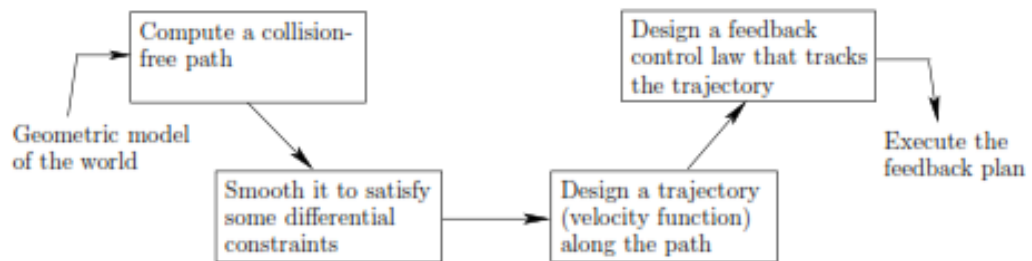 Geometric model
of the world
Compute a collision-
free path
Smooth it to satisfy
some differential
constraints
Design a trajectory
(velocity function)
along the path
Design a feedback
control law that tracks
the trajectory
Execute the
feedback plan